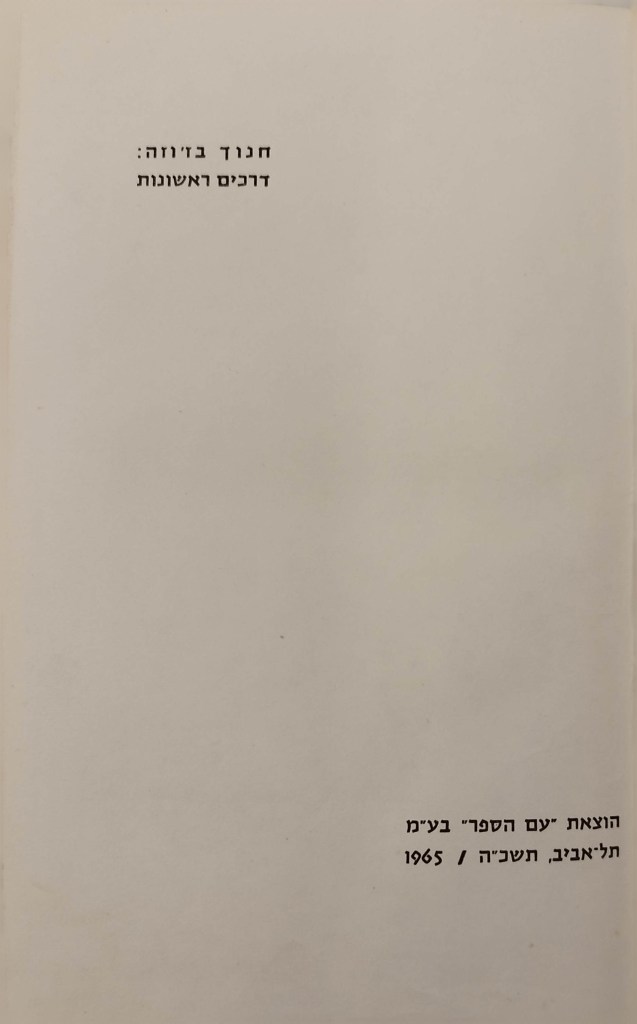 חנוך בז׳וזה:
דרכים ראשונות
הוצאת ״עם הספר״ בע״מ
תל־אביב, תשכ״ה / 1965